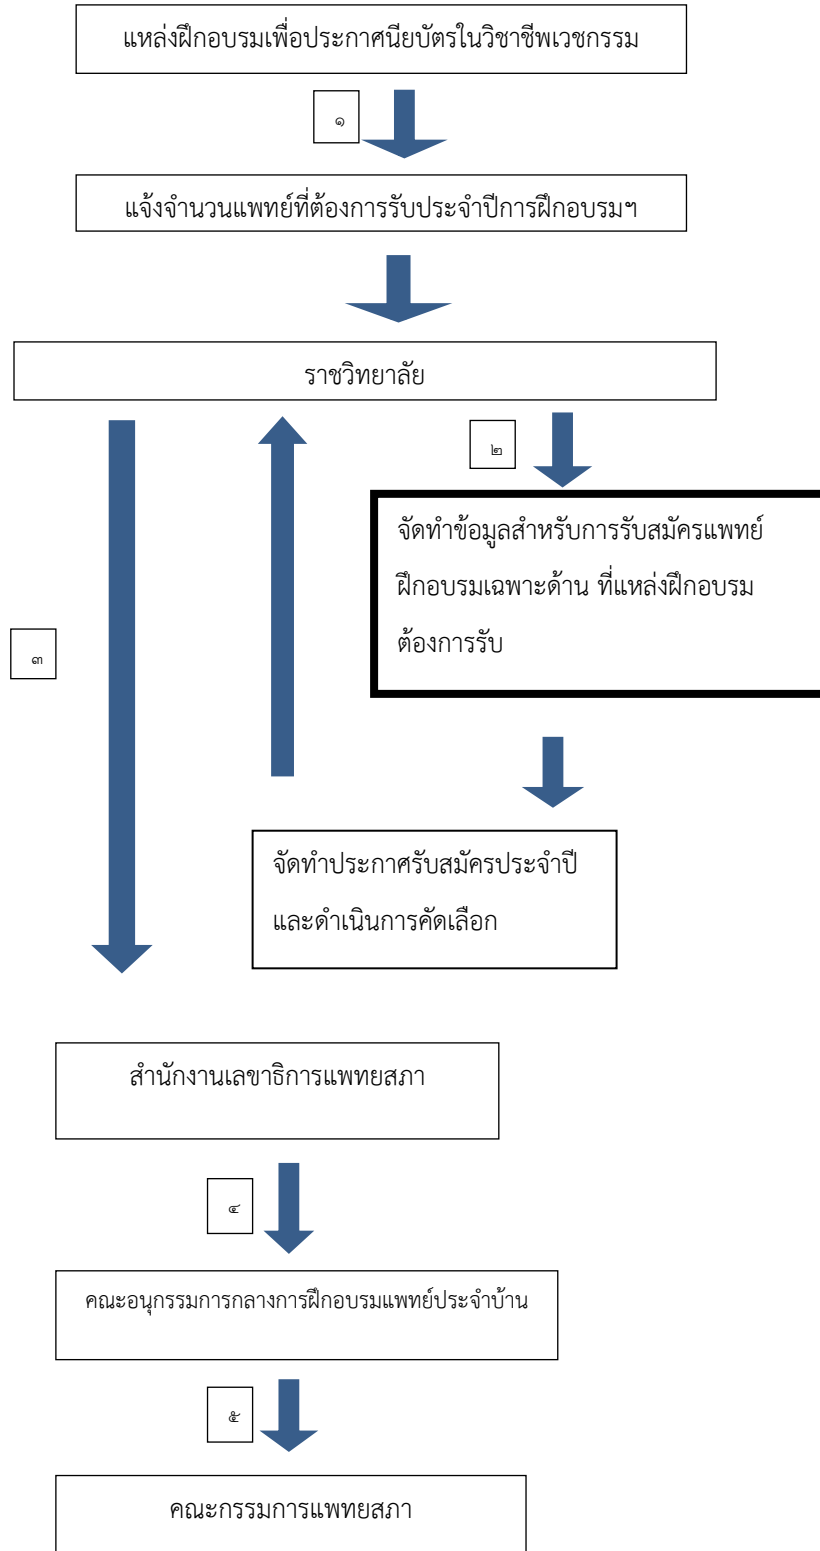 แหล่งฝึกอบรมเพื่อประกาศนียบัตรในวิชาชีพเวชกรรม
๑
แจ้งจำนวนแพทย์ที่ต้องการรับประจำปีการฝึกอบรมฯ
ราชวิทยาลัย
๒
จัดทำข้อมูลสำหรับการรับสมัครแพทย์
ฝึกอบรมเฉพาะด้าน ที่แหล่งฝึกอบรม
ต้องการรับ
๓
จัดทำประกาศรับสมัครประจำปี
และดำเนินการคัดเลือก
สำนักงานเลขาธิการแพทยสภา
๔
คณะอนุกรรมการกลางการฝึกอบรมแพทย์ประจำบ้าน
๕
คณะกรรมการแพทยสภา